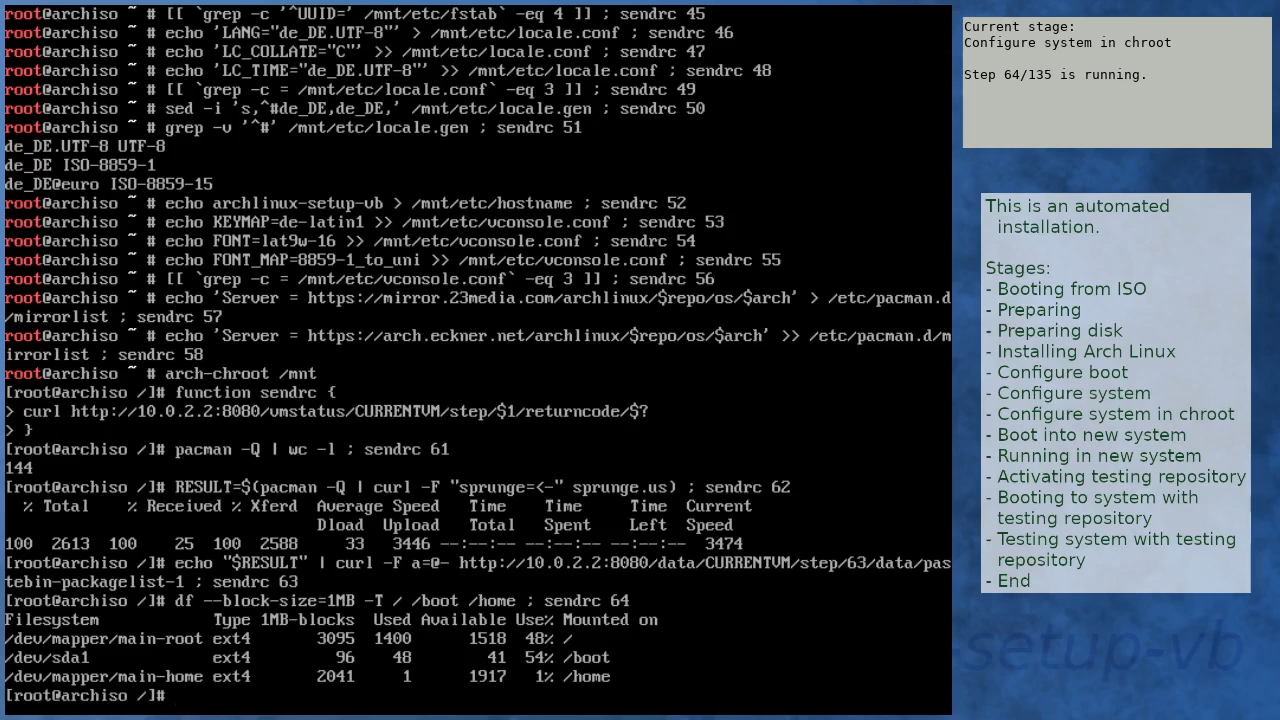 root@archiso ~ # [[ `grep -c '^UUID=' /mnt/etc/fstab` -eq 4 ]] ; sendrc 45
root@archiso ~ # echo 'LANG="de_DE.UTF-8"' > /mnt/etc/locale.conf ; sendrc 46
root@archiso ~ # echo 'LC_COLLATE="C"' >> /mnt/etc/locale.conf ; sendrc 47
root@archiso ~ # echo 'LC_TIME="de_DE.UTF-8"' >> /mnt/etc/locale.conf ; sendrc 48
root@archiso ~ # [[ `grep -c = /mnt/etc/locale.conf` -eq 3 ]] ; sendrc 49
root@archiso ~ # sed -i 's,^#de_DE,de_DE,' /mnt/etc/locale.gen ; sendrc 50
root@archiso ~ # grep -v '^#' /mnt/etc/locale.gen ; sendrc 51
de_DE.UTF-8 UTF-8
de_DE ISO-8859-1
de_DE@euro ISO-8859-15
root@archiso ~ # echo archlinux-setup-vb > /mnt/etc/hostname ; sendrc 52
root@archiso ~ # echo KEYMAP=de-latin1 >> /mnt/etc/vconsole.conf ; sendrc 53
root@archiso ~ # echo FONT=lat9w-16 >> /mnt/etc/vconsole.conf ; sendrc 54
root@archiso ~ # echo FONT_MAP=8859-1_to_uni >> /mnt/etc/vconsole.conf ; sendrc 55
root@archiso ~ # [[ `grep -c = /mnt/etc/vconsole.conf` -eq 3 ]] ; sendrc 56
root@archiso ~ # echo 'Server = https://mirror.23media.com/archlinux/$repo/os/$arch' > /etc/pacman.d
/mirrorlist ; sendrc 57
root@archiso ~ # echo 'Server = https://arch.eckner.net/archlinux/$repo/os/$arch' >> /etc/pacman.d/m
irrorlist ; sendrc 58
root@archiso ~ # arch-chroot /mnt
[root@archiso /]# function sendrc {
> curl http://10.0.2.2:8080/vmstatus/CURRENTVM/step/$1/returncode/$?
> }
[root@archiso /]# pacman -Q | wc -l ; sendrc 61
144
[root@archiso /]# RESULT=$(pacman -Q | curl -F "sprunge=<-" sprunge.us) ; sendrc 62
  % Total    % Received % Xferd  Average Speed   Time    Time     Time  Current
                                 Dload  Upload   Total   Spent    Left  Speed
100  2613  100    25  100  2588     33   3446 --:--:-- --:--:-- --:--:--  3474
[root@archiso /]# echo "$RESULT" | curl -F a=@- http://10.0.2.2:8080/data/CURRENTVM/step/63/data/pas
tebin-packagelist-1 ; sendrc 63
[root@archiso /]# df --block-size=1MB -T / /boot /home ; sendrc 64
Filesystem            Type 1MB-blocks  Used Available Use% Mounted on
/dev/mapper/main-root ext4       3095  1400      1518  48% /
/dev/sda1             ext4         96    48        41  54% /boot
/dev/mapper/main-home ext4       2041     1      1917   1% /home
[root@archiso /]#
Current stage:
Configure system in chroot
Step 64/135 is running.
This is an automated
installation.
Stages:
- Booting from ISO
- Preparing
- Preparing disk
- Installing Arch Linux
- Configure boot
- Configure system
- Configure system in chroot
- Boot into new system
- Running in new system
- Activating testing repository
- Booting to system with
testing repository
- Testing system with testing
repository
- End
-setup-vb